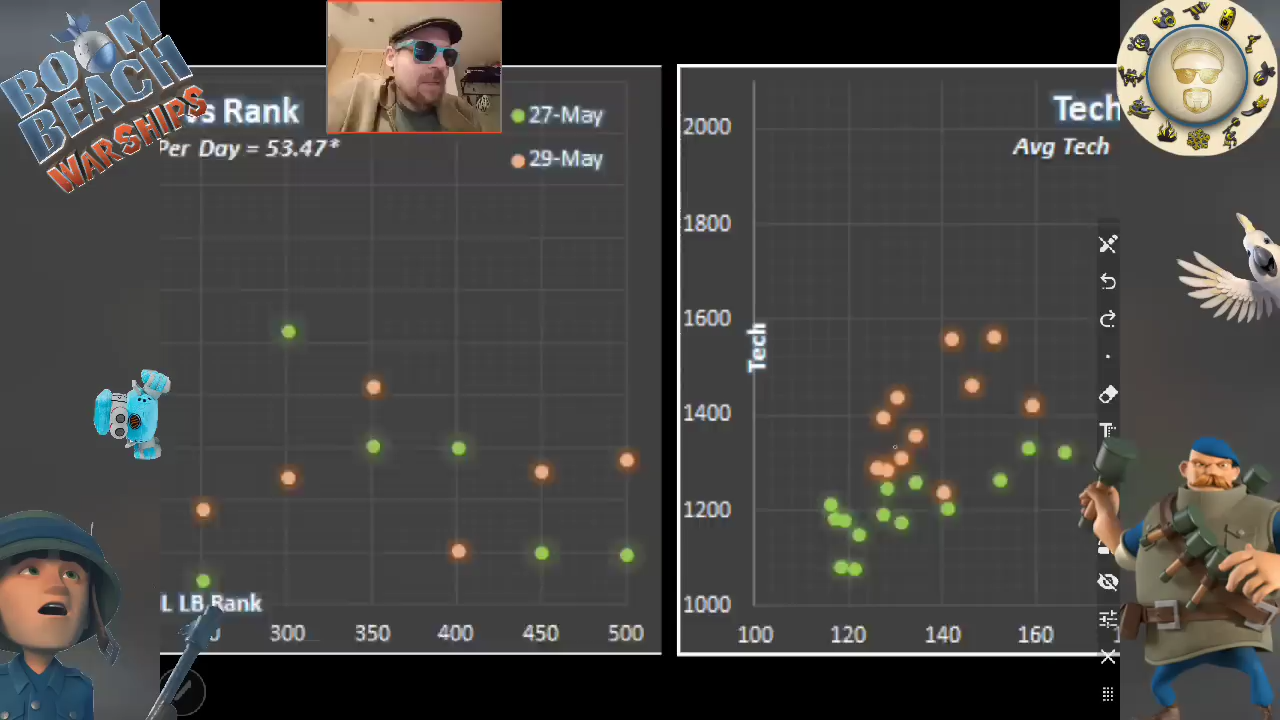 BOOM
BEACH
WARSHIPS
s Rank
Per Day = 53.47*
27-May
29-May
L LB Rank
300 350 400 450 500
Tech
Avg Tech
2000
1800
1600
1400
1200
1000
Tech
100 120 140 160